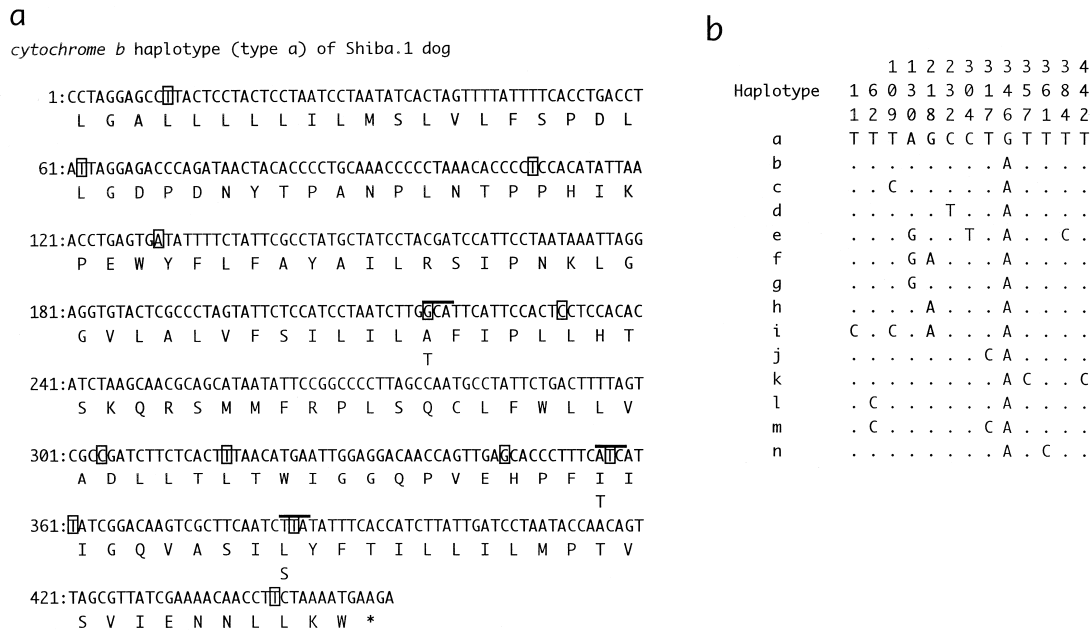 a
cytochrome b haplotype (type a) of Shiba.1 dog
1:CCTAGGAGCCTTACTCCTACTCCTAATCCTAATATCACTAGTTTTATTTTCACCTGACCT
L G A L L L L I L M S L V L F S P D L
61:ATTAGGAGACCCAGATAACTACACCCCTGCAAACCCCCTAAACACCCCTCCACATATTAA
L G D P D N Y T P A N P L N T P P H I K
121:ACCTGAGTGATATTTTCTATTCGCCTATGCTATCCTACGATCCATTCCTAATAAATTAGG
P E W Y F L F A Y A I L R S I P N K L G
181:AGGTGTACTCGCCCTAGTATTCTCCATCCTAATCTTGGCATTCATTCCACTCCTCCACAC
G V L A L V F S I L I L A F I P L L H T
T
241:ATCTAAGCAACGCAGCATAATATTCCGGCCCCTTAGCCAATGCCTATTCTGACTTTTAGT
S K Q R S M M F R P L S Q C L F W L L V
301:CGCCGATCTTCTCACTTTAACATGAATTGGAGGACAACCAGTTGAGCACCCTTTCATCAT
A D L L T L T W I G G Q P V E H P F I I
T
361:TATCGGACAAGTCGCTTCAATCTTATATTTCACCATCTTATTGATCCTAATACCAACAGT
I G Q V A S I L Y F T I L L I L M P T V
S
421:TAGCGTTATCGAAAACAACCTTCTAAAATGAAGA
S V I E N N L L K W *
b
1 1 2 2 3 3 3 3 3 3 4
Haplotype 1 6 0 3 1 3 0 1 4 5 6 8 4
1 2 9 0 8 2 4 7 6 7 1 4 2
a T T T A G C C T G T T T T
b . . . . . . . . A . . . .
c . . C . . . . . A . . . .
d . . . . . T . . A . . . .
e . . . G . . T . A . . C .
f . . . G A . . . A . . . .
g . . . G . . . . A . . . .
h . . . . A . . . A . . . .
i C . C . A . . . A . . . .
j . . . . . . . C A . . . .
k . . . . . . . . A C . . C
l . C . . . . . . A . . . .
m . C . . . . . C A . . . .
n . . . . . . . . A . C . .